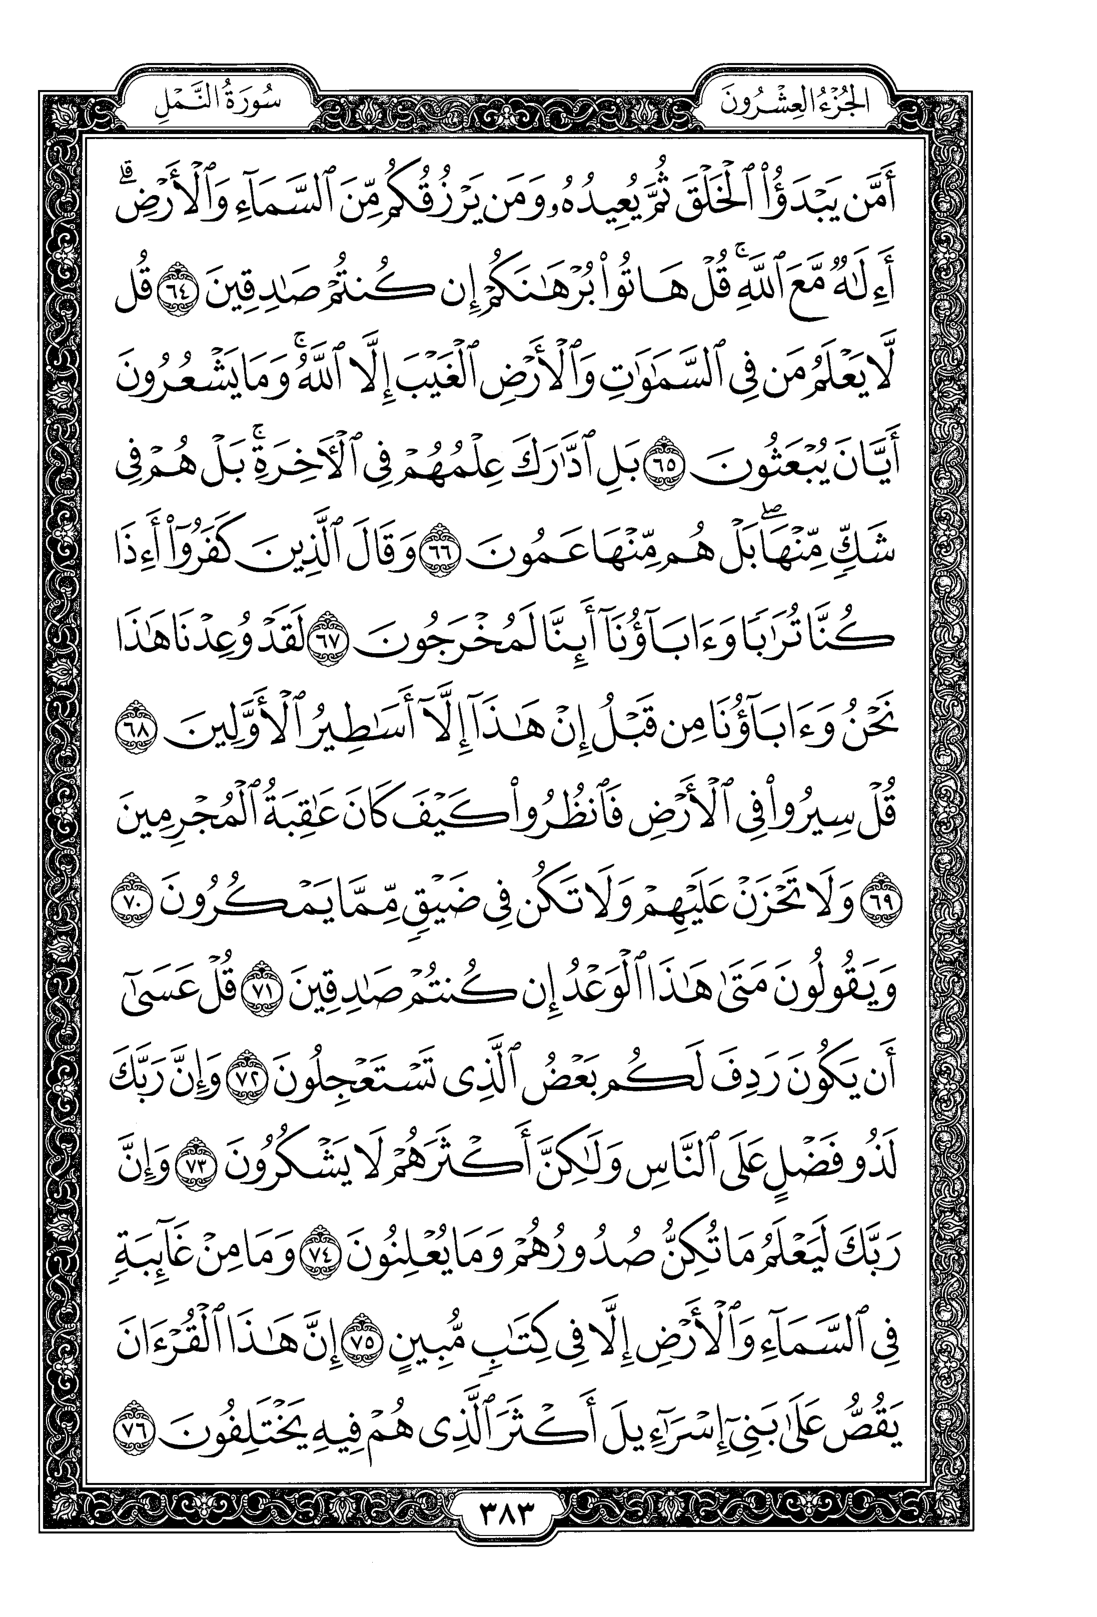 الجُزْءُ العِشْرُونَ
سُورَةُ النَّمْلِ
أَمَّن يَبْدَؤُا۟ ٱلْخَلْقَ ثُمَّ يُعِيدُهُۥ وَمَن يَرْزُقُكُم مِّنَ ٱلسَّمَآءِ وَٱلْأَرْضِ ۗ
أَءِلَـٰهٌ مَّعَ ٱللَّهِ ۚ قُلْ هَاتُوا۟ بُرْهَـٰنَكُمْ إِن كُنتُمْ صَـٰدِقِينَ ٦٤ قُل
لَّا يَعْلَمُ مَن فِى ٱلسَّمَـٰوَٰتِ وَٱلْأَرْضِ ٱلْغَيْبَ إِلَّا ٱللَّهُ ۚ وَمَا يَشْعُرُونَ
أَيَّانَ يُبْعَثُونَ ٦٥ بَلِ ٱدَّٰرَكَ عِلْمُهُمْ فِى ٱلْـَٔاخِرَةِ ۚ بَلْ هُمْ فِى
شَكٍّ مِّنْهَا ۖ بَلْ هُم مِّنْهَا عَمُونَ ٦٦ وَقَالَ ٱلَّذِينَ كَفَرُوٓا۟ أَءِذَا
كُنَّا تُرَٰبًا وَءَابَآؤُنَآ أَئِنَّا لَمُخْرَجُونَ ٦٧ لَقَدْ وُعِدْنَا هَـٰذَا
نَحْنُ وَءَابَآؤُنَا مِن قَبْلُ إِنْ هَـٰذَآ إِلَّآ أَسَـٰطِيرُ ٱلْأَوَّلِينَ ٦٨
قُلْ سِيرُوا۟ فِى ٱلْأَرْضِ فَٱنظُرُوا۟ كَيْفَ كَانَ عَـٰقِبَةُ ٱلْمُجْرِمِينَ
٦٩ وَلَا تَحْزَنْ عَلَيْهِمْ وَلَا تَكُن فِى ضَيْقٍ مِّمَّا يَمْكُرُونَ ٧٠
وَيَقُولُونَ مَتَىٰ هَـٰذَا ٱلْوَعْدُ إِن كُنتُمْ صَـٰدِقِينَ ٧١ قُلْ عَسَىٰٓ
أَن يَكُونَ رَدِفَ لَكُم بَعْضُ ٱلَّذِى تَسْتَعْجِلُونَ ٧٢ وَإِنَّ رَبَّكَ
لَذُو فَضْلٍ عَلَى ٱلنَّاسِ وَلَـٰكِنَّ أَكْثَرَهُمْ لَا يَشْكُرُونَ ٧٣ وَإِنَّ
رَبَّكَ لَيَعْلَمُ مَا تُكِنُّ صُدُورُهُمْ وَمَا يُعْلِنُونَ ٧٤ وَمَا مِنْ غَآئِبَةٍ
فِى ٱلسَّمَآءِ وَٱلْأَرْضِ إِلَّا فِى كِتَـٰبٍ مُّبِينٍ ٧٥ إِنَّ هَـٰذَا ٱلْقُرْءَانَ
يَقُصُّ عَلَىٰ بَنِىٓ إِسْرَٰٓءِيلَ أَكْثَرَ ٱلَّذِى هُمْ فِيهِ يَخْتَلِفُونَ ٧٦
٣٨٣